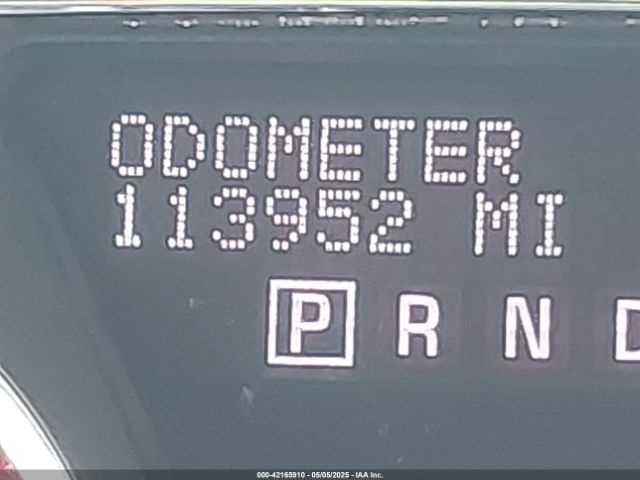 ODOMETER
113952 MI
P R N D
000-42165910 - 05/05/2025 - IAA Inc.